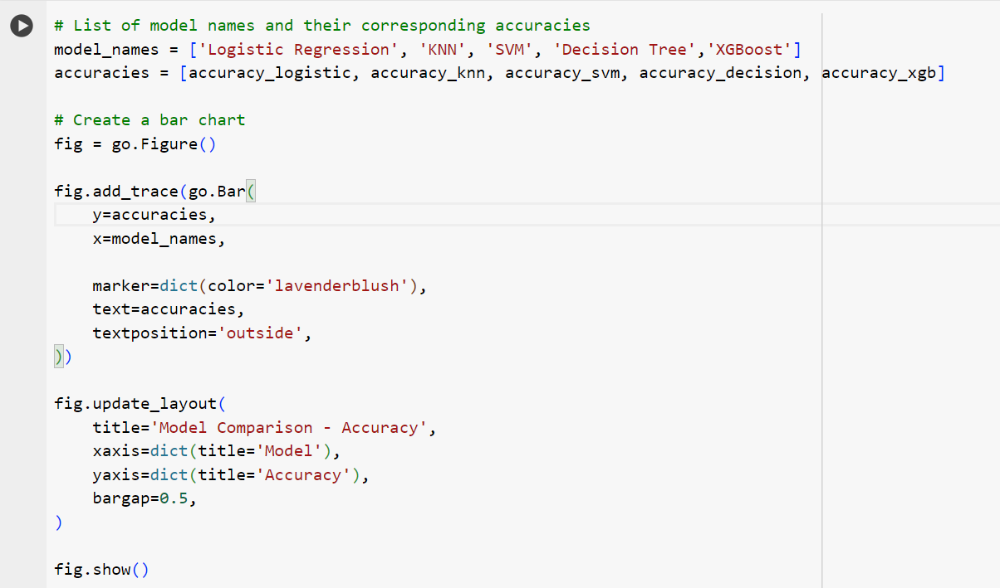 # List of model names and their corresponding accuracies
model_names = ['Logistic Regression', 'KNN', 'SVM', 'Decision Tree','XGBoost']
accuracies = [accuracy_logistic, accuracy_knn, accuracy_svm, accuracy_decision, accuracy_xgb]

# Create a bar chart
fig = go.Figure()

fig.add_trace(go.Bar(
    y=accuracies,
    x=model_names,

    marker=dict(color='lavenderblush'),
    text=accuracies,
    textposition='outside',
))

fig.update_layout(
    title='Model Comparison - Accuracy',
    xaxis=dict(title='Model'),
    yaxis=dict(title='Accuracy'),
    bargap=0.5,
)

fig.show()